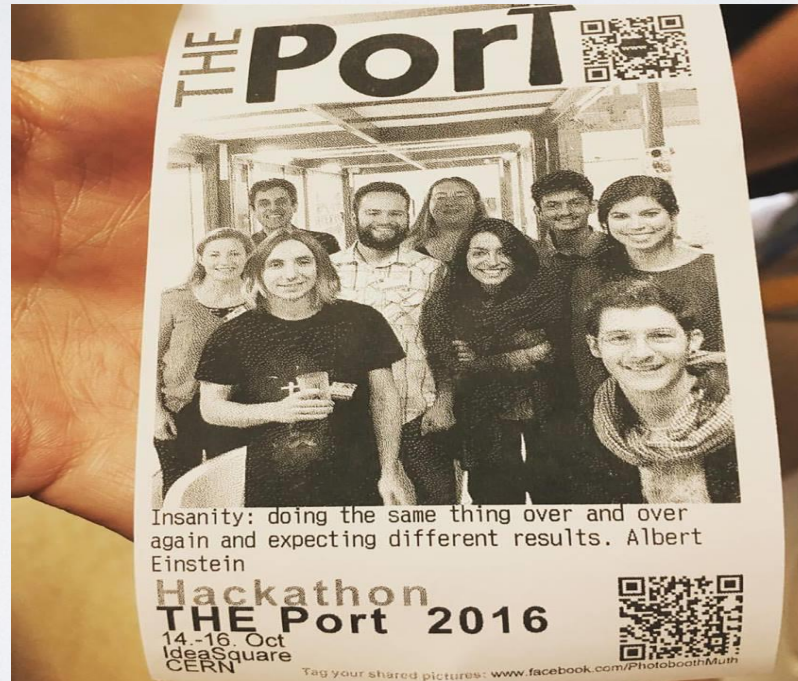 THE PorT
Insanity: doing the same thing over and over
again and expecting different results. Albert
Einstein
Hackathon
THE Port 2016
14.-16. Oct
IdeaSquare
CERN
Tag your shared pictures: www.facebook.com/PhotoboothMuth